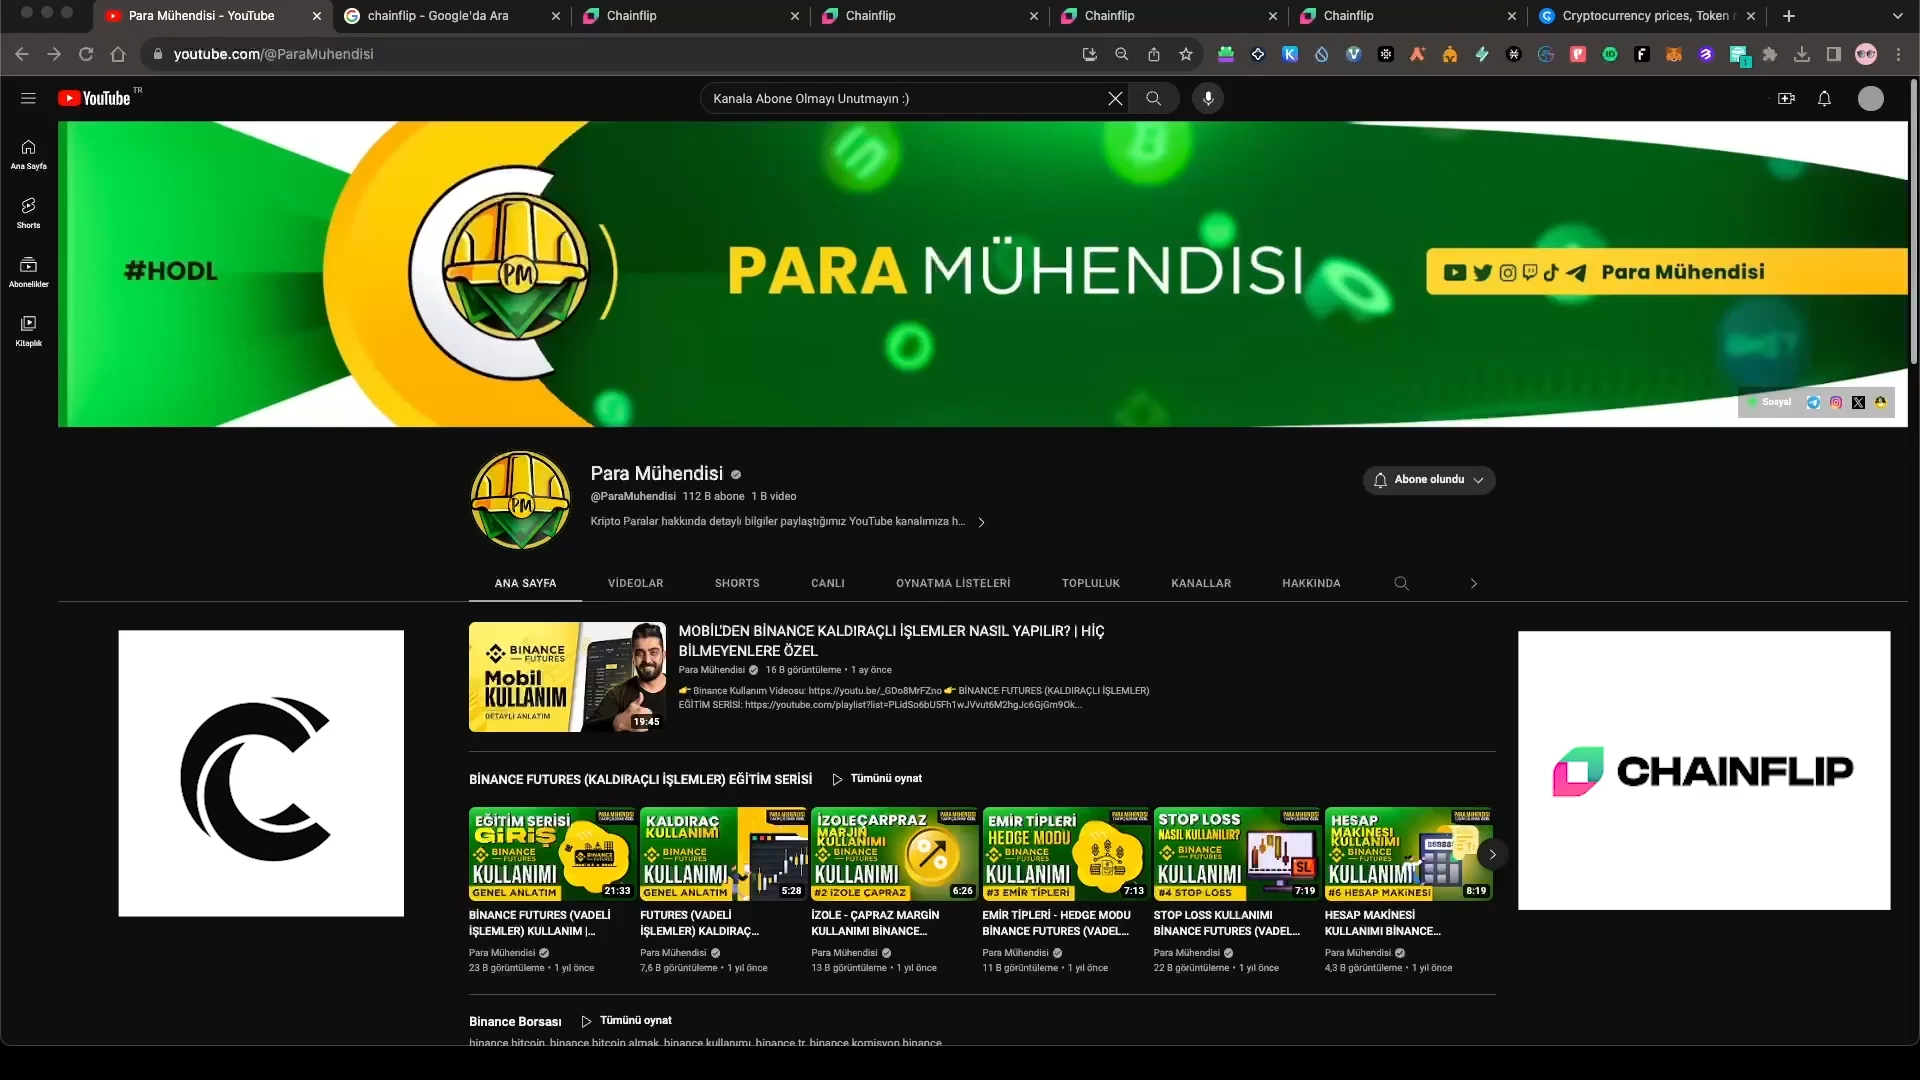 Para Mühendisi - YouTube
chainflip - Google'da Ara
Chainflip
Chainflip
Chainflip
Chainflip
Cryptocurrency prices, Token
youtube.com/@ParaMuhendisi
YouTube TR
Kanala Abone Olmayı Unutmayın :)
Ana Sayfa
Shorts
Abonelikler
Kitaplık
#HODL
PM
PARA MÜHENDISI
Para Mühendisi
Sosyal
PM
Para Mühendisi
@ParaMuhendisi 112 B abone 1 B video
Kripto Paralar hakkında detaylı bilgiler paylaştığımız YouTube kanalımıza h...
Abone olundu
ANA SAYFA
VİDEOLAR
SHORTS
CANLI
OYNATMA LİSTELERİ
TOPLULUK
KANALLAR
HAKKINDA
BINANCE
FUTURES
Mobil
KULLANIM
DETAYLI ANLATIM
19:45
MOBİL'DEN BİNANCE KALDIRAÇLI İŞLEMLER NASIL YAPILIR? | HİÇ
BİLMEYENLERE ÖZEL
Para Mühendisi 16 B görüntüleme • 1 ay önce
Binance Kullanım Videosu: https://youtu.be/_GDo8MrFZno BİNANCE FUTURES (KALDIRAÇLI İŞLEMLER)
EĞİTİM SERISİ: https://youtube.com/playlist?list=PLidSo6bU5Fh1wJVvut6M2hgJc6GjGm9Ok...
CHAINFLIP
BİNANCE FUTURES (KALDIRAÇLI İŞLEMLER) EĞİTİM SERİSİ
Tümünü oynat
EĞİTİM SERİSİ
GİRİŞ
BINANCE
FUTURES
KULLANIMI
GENEL ANLATIM
21:33
KALDIRAÇ
KULLANIMI
BINANCE
FUTURES
KULLANIMI
GENEL ANLATIM
5:28
İZOLE ÇARPRAZ
MARJIN
KULLANIMI
BINANCE
FUTURES
KULLANIMI
#2 İZOLE ÇAPRAZ
6:26
EMİR TİPLERİ
HEDGE MODU
BINANCE
FUTURES
KULLANIMI
#3 EMİR TİPLERİ
7:13
STOP LOSS
NASIL KULLANILIR?
BINANCE
FUTURES
KULLANIMI
#4 STOP LOSS
SL
7:19
HESAP
MAKİNESİ
KULLANIMI
BINANCE
FUTURES
KULLANIMI
#6 HESAP MAKİNESİ
8:19
BİNANCE FUTURES (VADELİ
İŞLEMLER) KULLANIM |...
Para Mühendisi
23 B görüntüleme • 1 yıl önce
FUTURES (VADELİ
İŞLEMLER) KALDIRAÇ...
Para Mühendisi
7,6 B görüntüleme • 1 yıl önce
İZOLE - ÇAPRAZ MARGİN
KULLANIMI BİNANCE...
Para Mühendisi
13 B görüntüleme • 1 yıl önce
EMİR TİPLERİ - HEDGE MODU
BİNANCE FUTURES (VADEL...
Para Mühendisi
11 B görüntüleme • 1 yıl önce
STOP LOSS KULLANIMI
BİNANCE FUTURES (VADEL...
Para Mühendisi
22 B görüntüleme • 1 yıl önce
HESAP MAKİNESİ
KULLANIMI BİNANCE...
Para Mühendisi
4,3 B görüntüleme • 1 yıl önce
Binance Borsası
Tümünü oynat
binance bitcoin, binance bitcoin almak, binance kullanımı, binance tr, binance komisyon binance